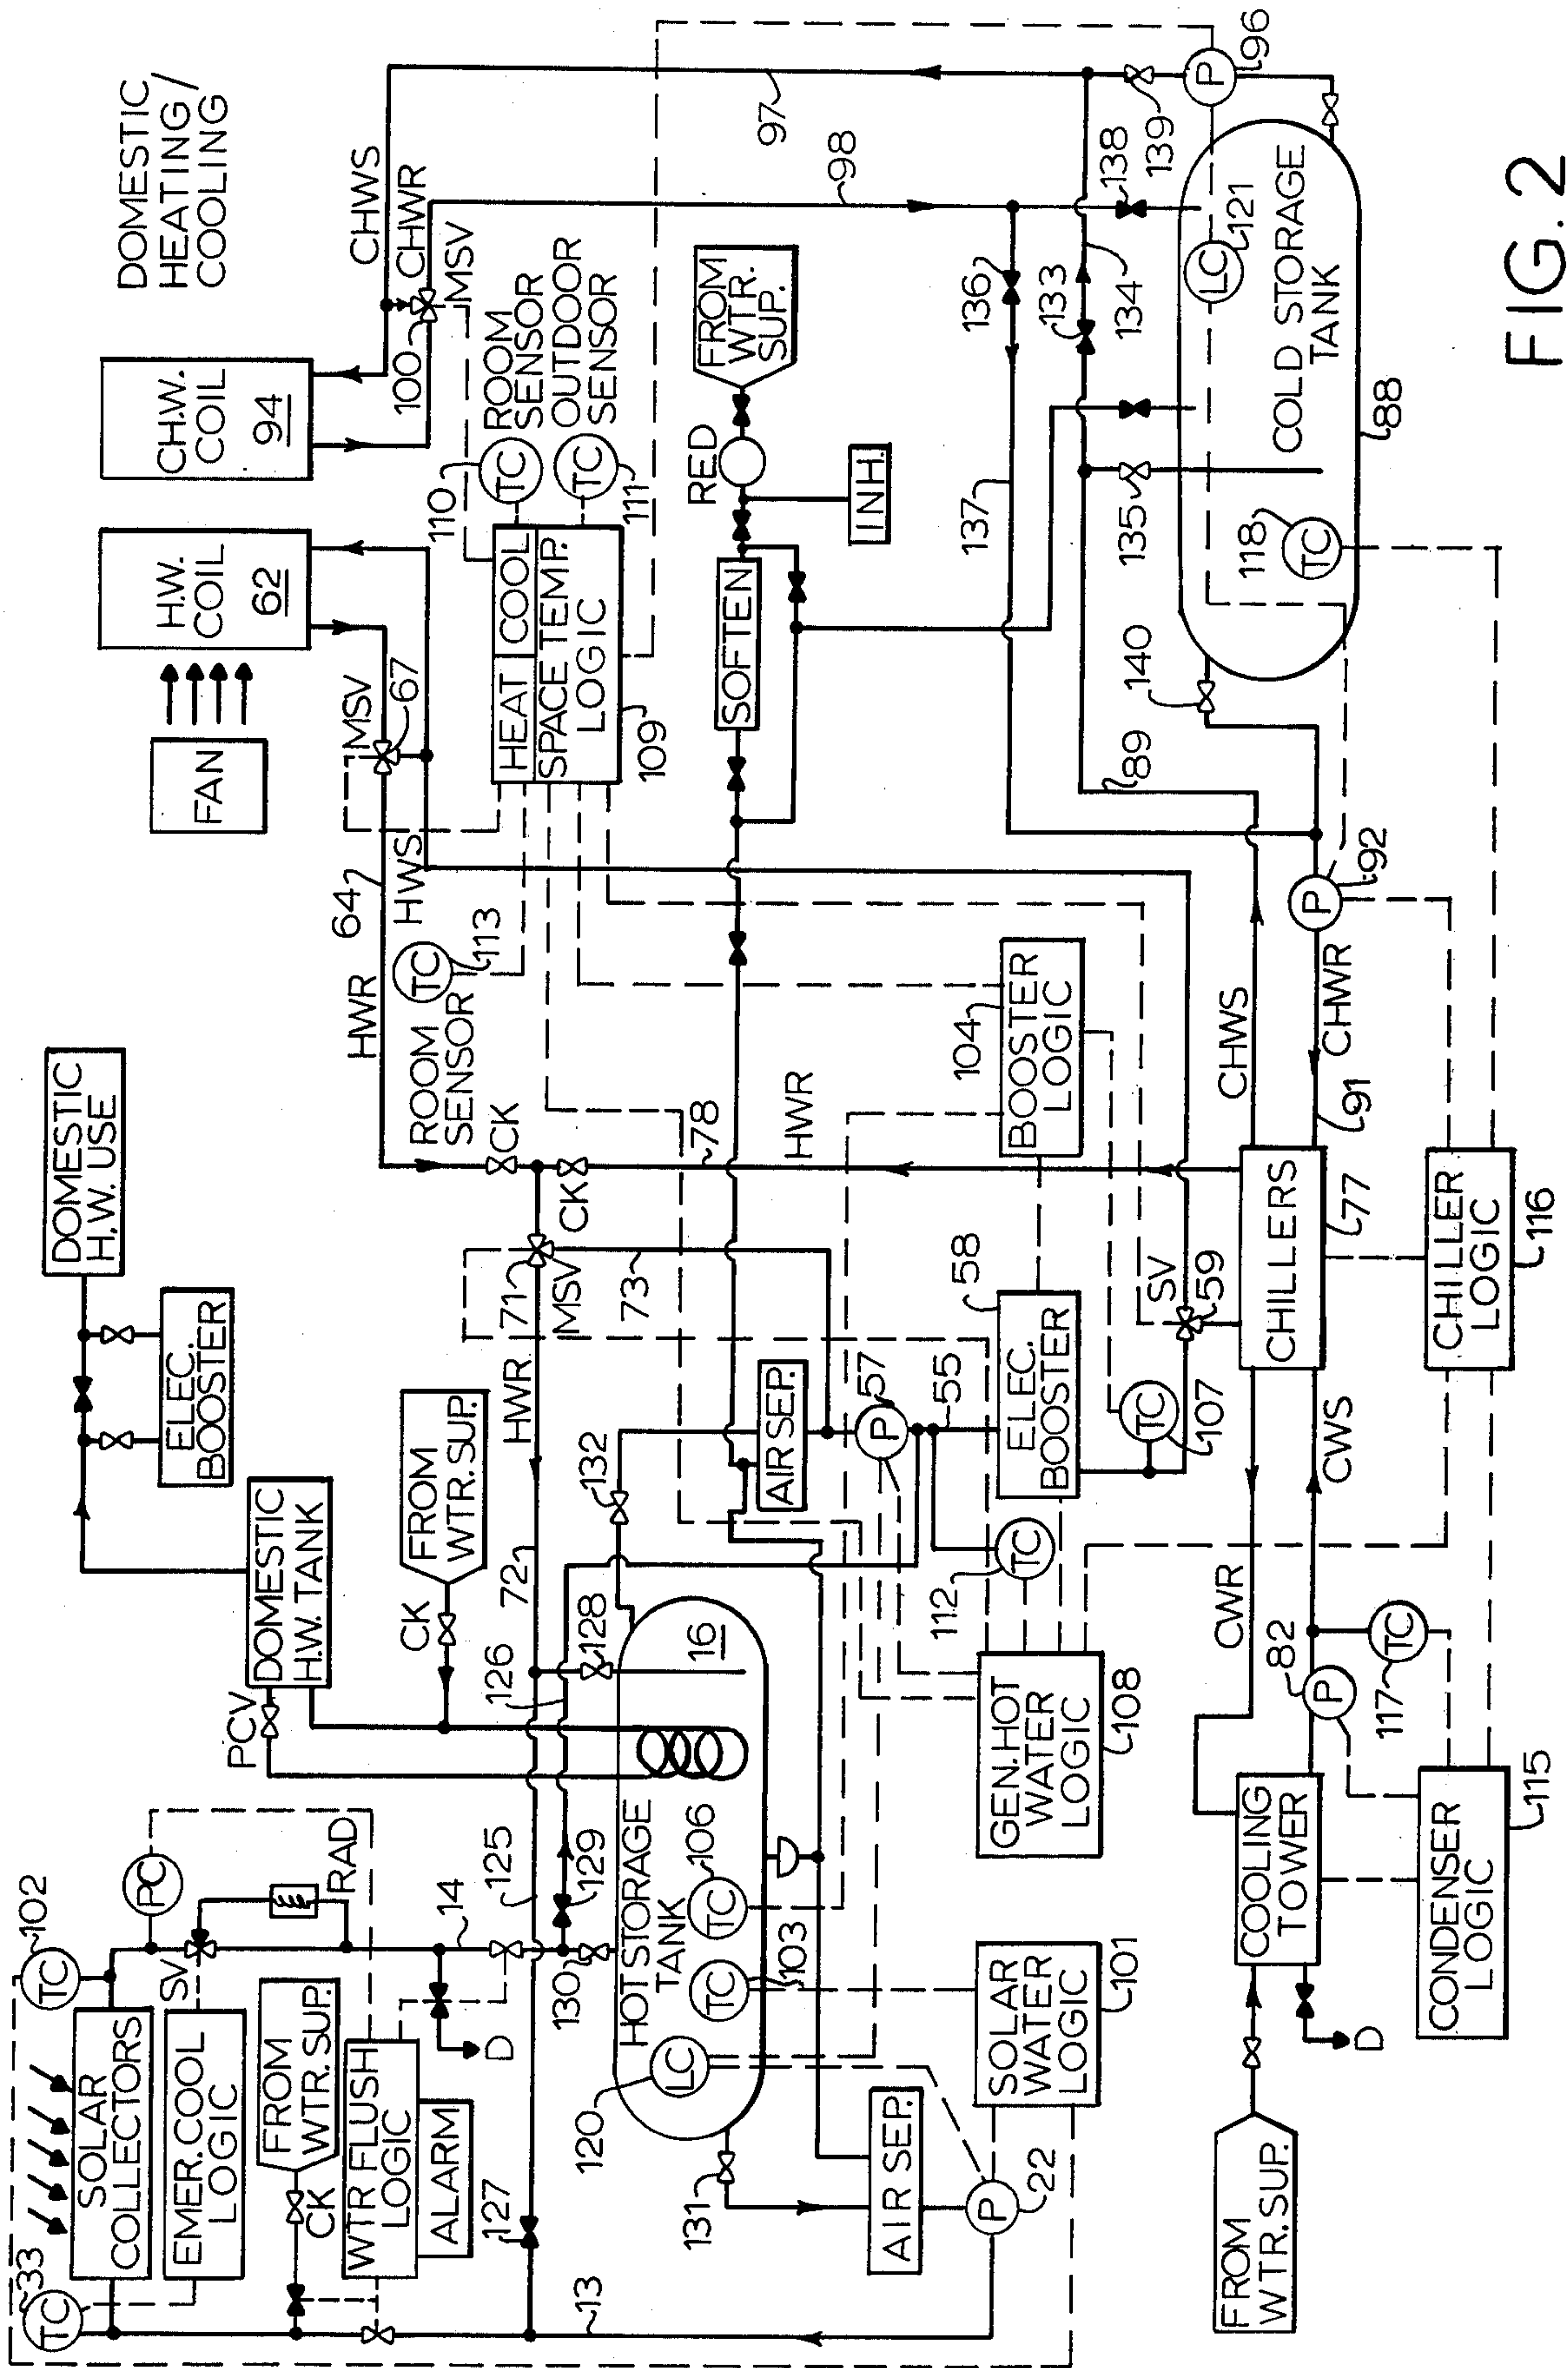 DOMESTIC
HEATING /
COOLING
FIG. 2
33
TC
102
TC
SOLAR
COLLECTORS
EMER. COOL
LOGIC
SV
PC
RAD
FROM
WTR. SUP.
CK
WTR FLUSH
LOGIC
ALARM
D
14
13
127
125
126
129
130
128
72
HWR
PCV
DOMESTIC
H.W. TANK
ELEC.
BOOSTER
DOMESTIC
H.W. USE
FROM
WTR. SUP.
CK
HOT STORAGE
TANK
16
120
LC
TC
103
TC
106
131
132
AIR SEP.
P
22
SOLAR
WATER
LOGIC
101
AIR SEP.
P
57
55
58
ELEC.
BOOSTER
112
TC
GEN. HOT
WATER
LOGIC
108
TC
107
SV
59
71
MSV
73
CK
CK
78
HWR
HWR
64
HWS
MSV
67
FAN
H.W.
COIL
62
CH.W.
COIL
94
100
MSV
CHWS
CHWR
97
98
ROOM
SENSOR
TC
113
HEAT
COOL
SPACE TEMP.
LOGIC
109
110
TC
ROOM
SENSOR
111
TC
OUTDOOR
SENSOR
BOOSTER
LOGIC
104
SOFTEN
RED
INH.
FROM
WTR.
SUP.
137
136
133
134
135
138
139
140
P
96
LC
121
COLD STORAGE
TANK
88
118
TC
89
P
92
CHWS
CHWR
91
CHILLERS
77
CHILLER
LOGIC
116
CWR
CWS
82
P
TC
117
COOLING
TOWER
D
CONDENSER
LOGIC
115
FROM
WTR. SUP.